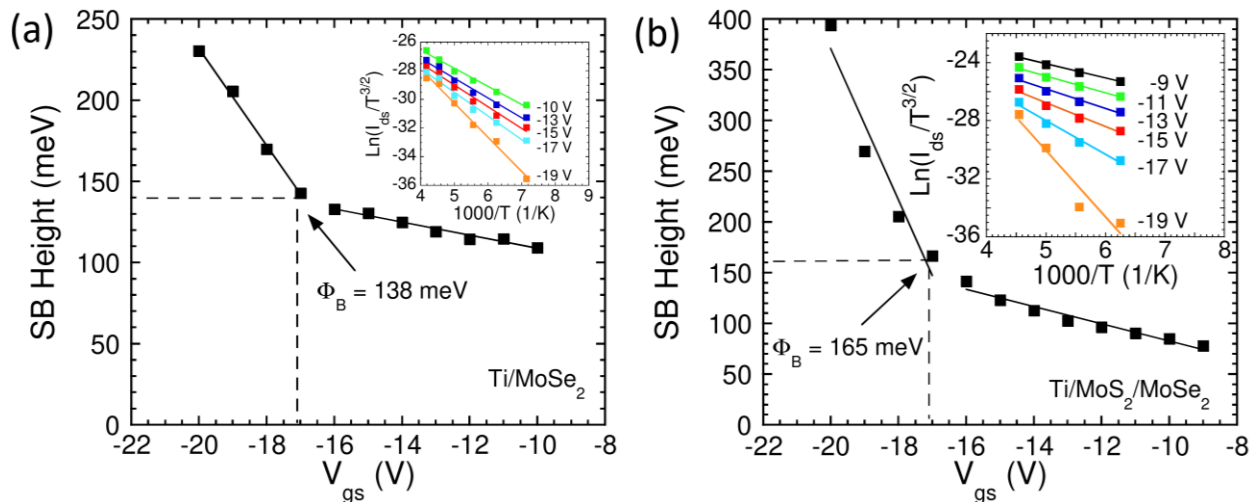 (a)
SB Height (meV)
250
200
150
100
50
0
-22 -20 -18 -16 -14 -12 -10 -8
V_gs (V)
Φ_B = 138 meV
Ti/MoSe_2
Ln(I_ds/T^3/2)
-26
-28
-30
-32
-34
-36
4 5 6 7 8 9
1000/T (1/K)
-10 V
-13 V
-15 V
-17 V
-19 V
(b)
SB Height (meV)
400
350
300
250
200
150
100
50
0
-22 -20 -18 -16 -14 -12 -10 -8
V_gs (V)
Φ_B = 165 meV
Ti/MoS_2/MoSe_2
Ln(I_ds/T^3/2)
-24
-28
-32
-36
4 5 6 7 8
1000/T (1/K)
-9 V
-11 V
-13 V
-15 V
-17 V
-19 V